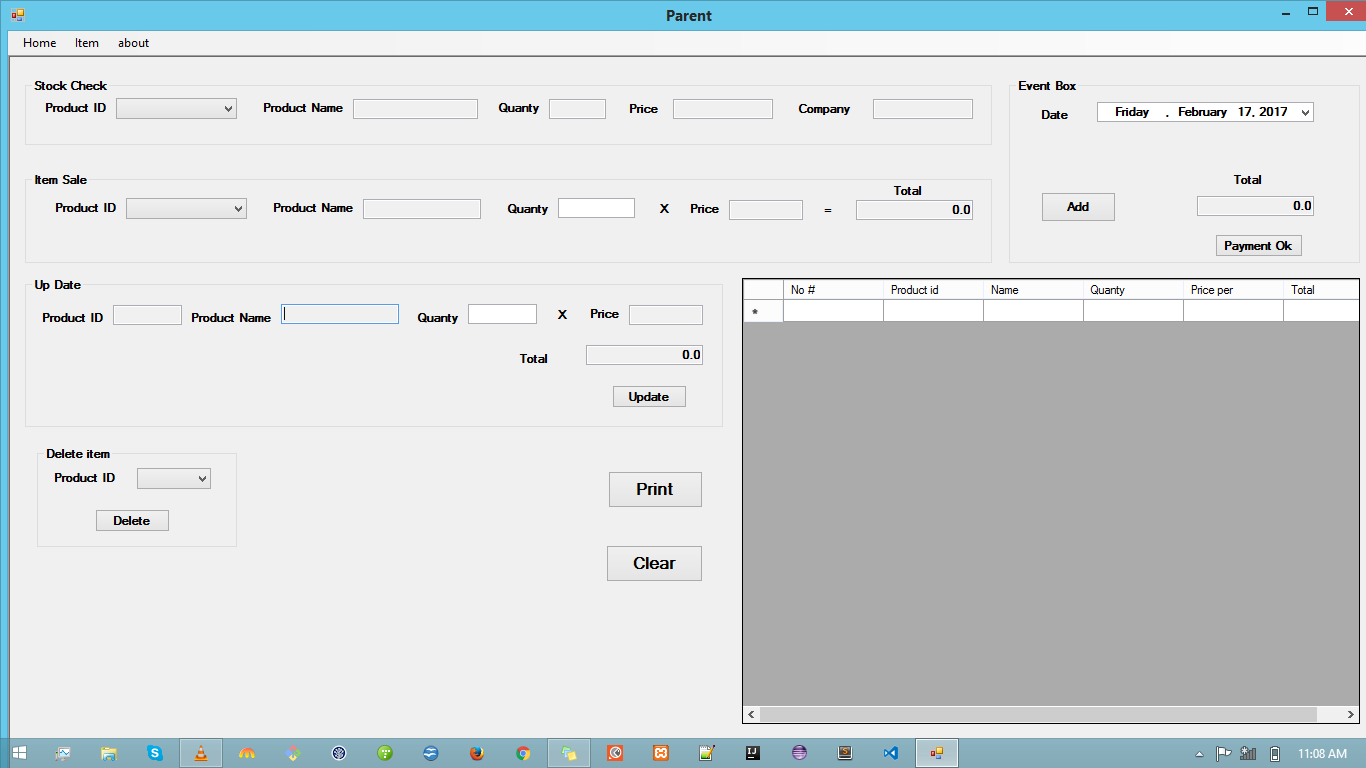 Parent
Home Item about
Stock Check
Product ID Product Name Quanty Price Company
Event Box
Date Friday , February 17, 2017
Item Sale
Product ID Product Name Quanty X Price = Total 0.0
Total
0.0
Add
Payment Ok
Up Date
Product ID Product Name Quanty X Price
Total 0.0
Update
No # Product id Name Quanty Price per Total
*
Delete item
Product ID
Delete
Print
Clear
11:08 AM